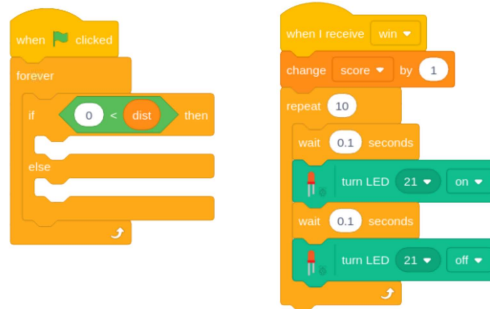 when clicked
forever
if 0 < dist then
else
when I receive win
change score by 1
repeat 10
wait 0.1 seconds
turn LED 21 on
wait 0.1 seconds
turn LED 21 off